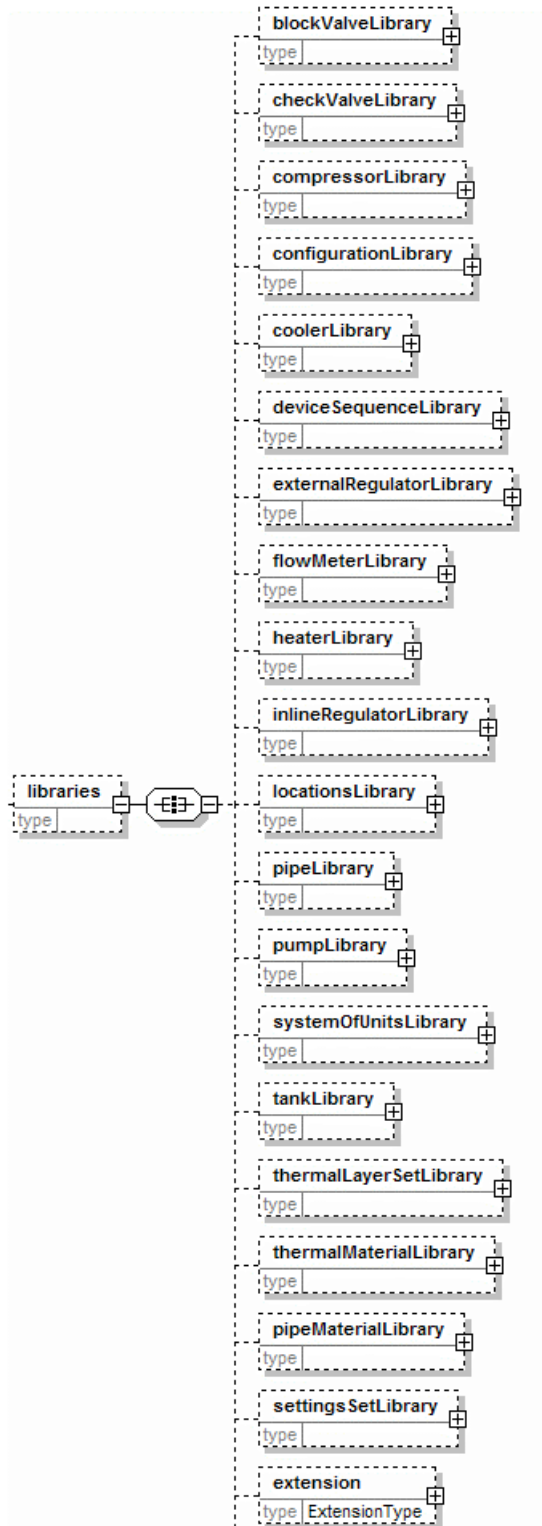 blockValveLibrary
type
checkValveLibrary
type
compressorLibrary
type
configurationLibrary
type
coolerLibrary
type
deviceSequenceLibrary
type
externalRegulatorLibrary
type
flowMeterLibrary
type
heaterLibrary
type
inlineRegulatorLibrary
type
libraries
type
locationsLibrary
type
pipeLibrary
type
pumpLibrary
type
systemOfUnitsLibrary
type
tankLibrary
type
thermalLayerSetLibrary
type
thermalMaterialLibrary
type
pipeMaterialLibrary
type
settingsSetLibrary
type
extension
type ExtensionType